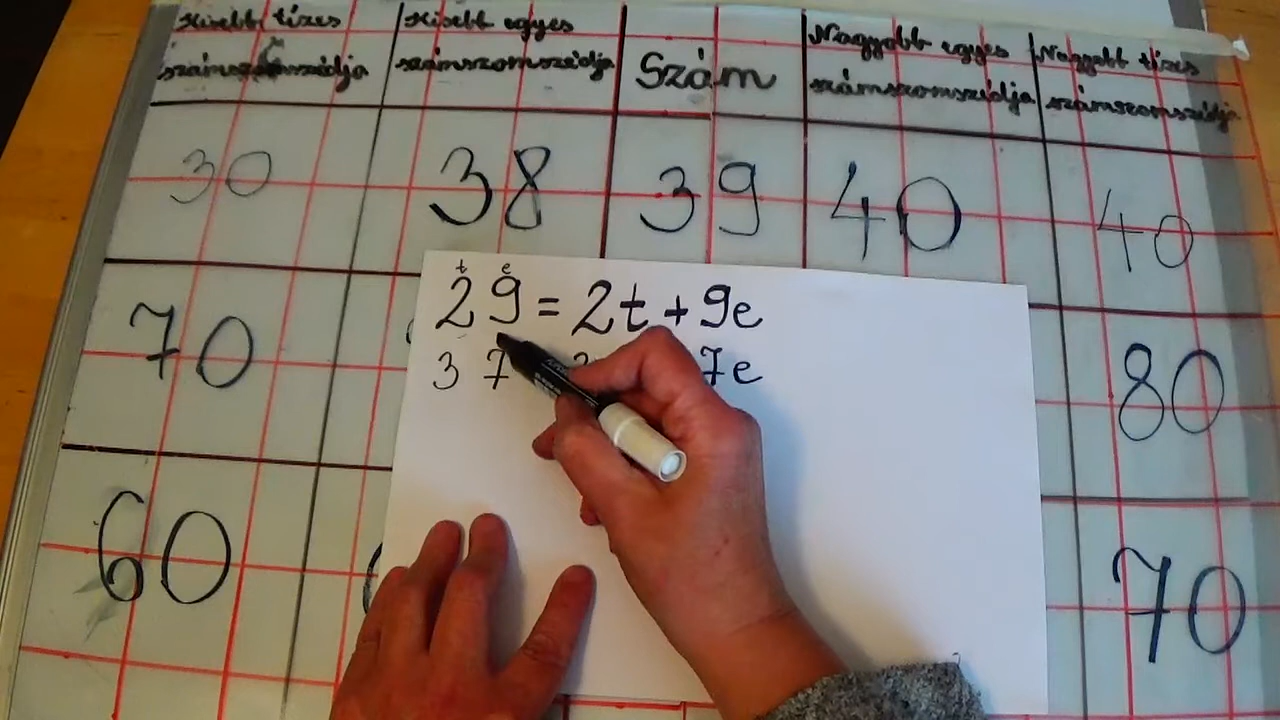 Kisebb tízes számszomszédja
Kisebb egyes számszomszédja
Szám
Nagyobb egyes számszomszédja
Nagyobb tízes számszomszédja
30 38 39 40 40
t e
29 = 2t + 9e
37 7e
70 80
60 70